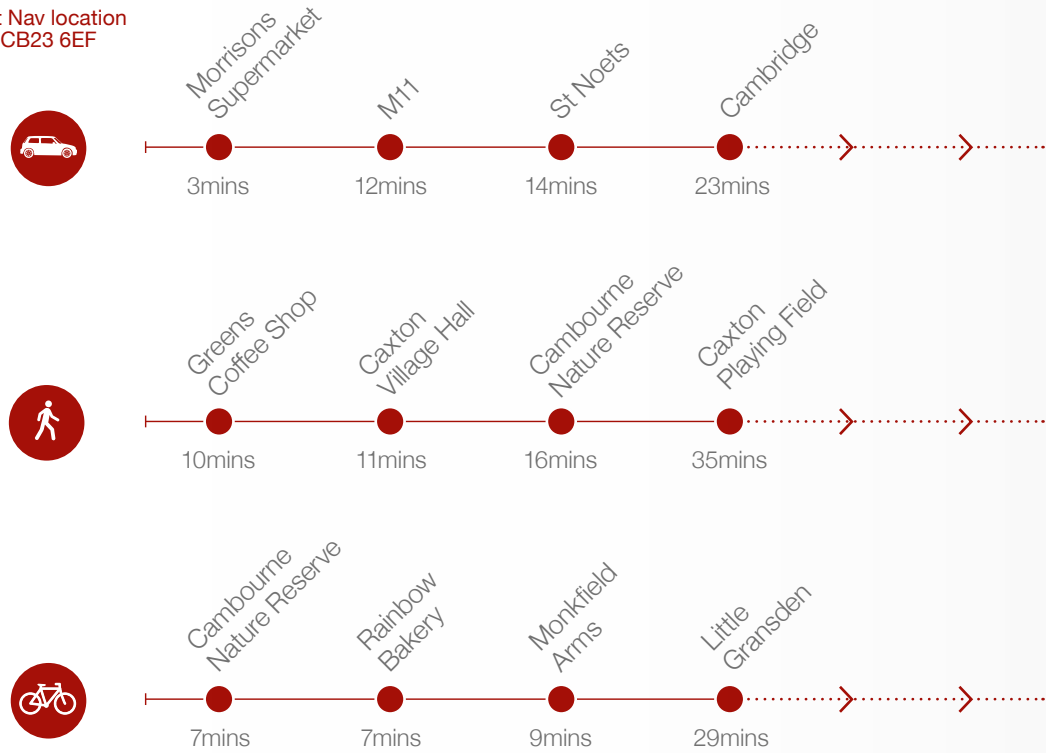 Nav location
CB23 6EF
Morrisons
Supermarket
M11
St Noets
Cambridge
3mins
12mins
14mins
23mins
Greens
Coffee Shop
Caxton
Village Hall
Cambourne
Nature Reserve
Caxton
Playing Field
10mins
11mins
16mins
35mins
Cambourne
Nature Reserve
Rainbow
Bakery
Monkfield
Arms
Little
Gransden
7mins
7mins
9mins
29mins